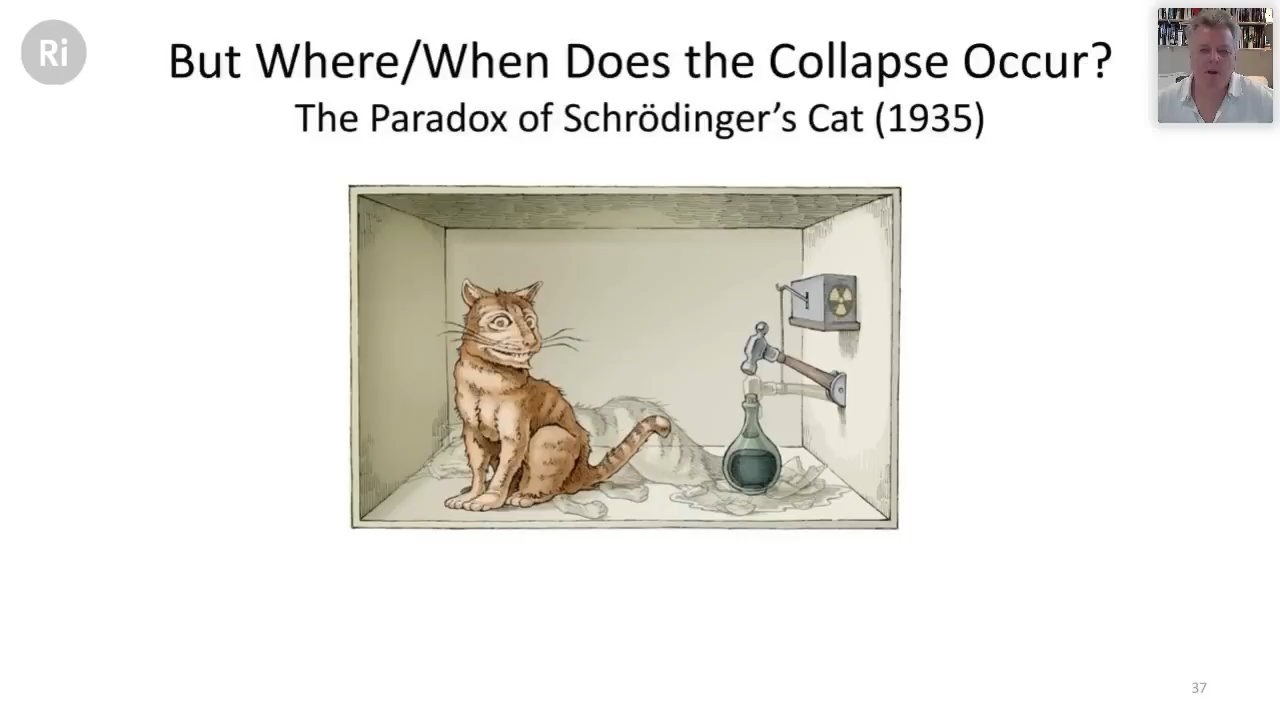 Ri
But Where/When Does the Collapse Occur?
The Paradox of Schrödinger's Cat (1935)
37